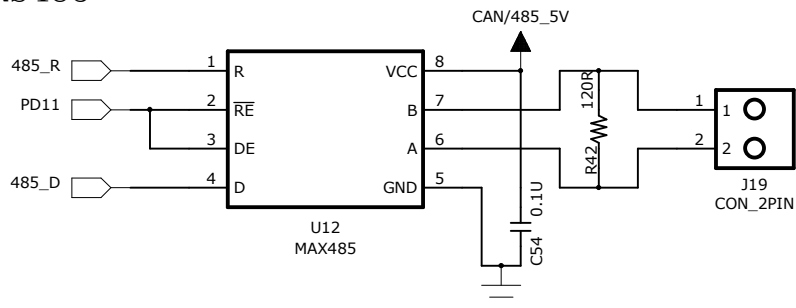 CAN/485_5V
485_R
1
R
VCC
8
PD11
2
RE
B
7
3
DE
A
6
485_D
4
D
GND
5
U12
MAX485
120R
R42
0.1U
C54
1
1
2
2
J19
CON_2PIN